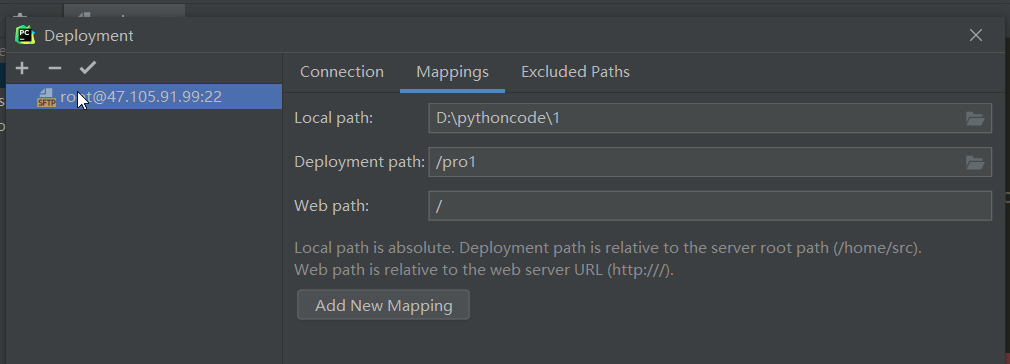 PC
Deployment
SFTP
root@47.105.91.99:22
Connection
Mappings
Excluded Paths
Local path:
D:\pythoncode\1
Deployment path:
/pro1
Web path:
/
Local path is absolute. Deployment path is relative to the server root path (/home/src).
Web path is relative to the web server URL (http:///).
Add New Mapping